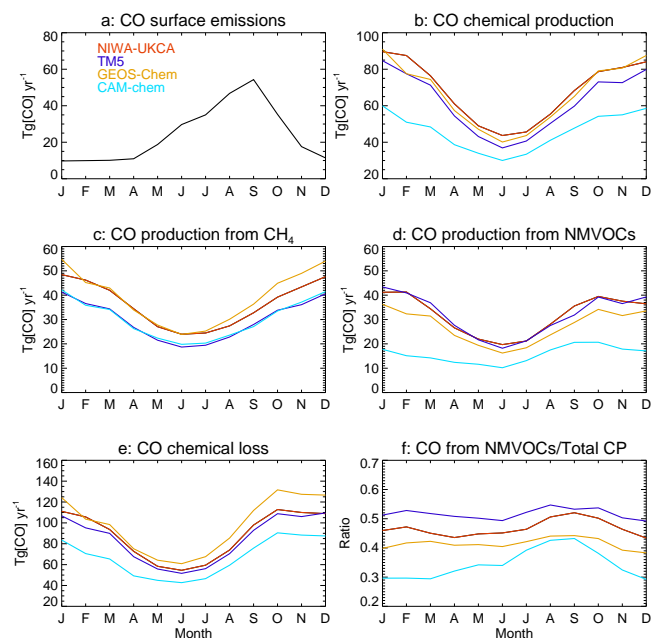 a: CO surface emissions
80
60
40
20
0
Tg[CO] yr⁻¹
NIWA-UKCA
TM5
GEOS-Chem
CAM-chem
J F M A M J J A S O N D
b: CO chemical production
100
80
60
40
20
Tg[CO] yr⁻¹
J F M A M J J A S O N D
c: CO production from CH₄
60
50
40
30
20
10
0
Tg[CO] yr⁻¹
J F M A M J J A S O N D
d: CO production from NMVOCs
60
50
40
30
20
10
0
Tg[CO] yr⁻¹
J F M A M J J A S O N D
e: CO chemical loss
160
140
120
100
80
60
40
20
Tg[CO] yr⁻¹
J F M A M J J A S O N D
Month
f: CO from NMVOCs/Total CP
0.7
0.6
0.5
0.4
0.3
0.2
Ratio
J F M A M J J A S O N D
Month